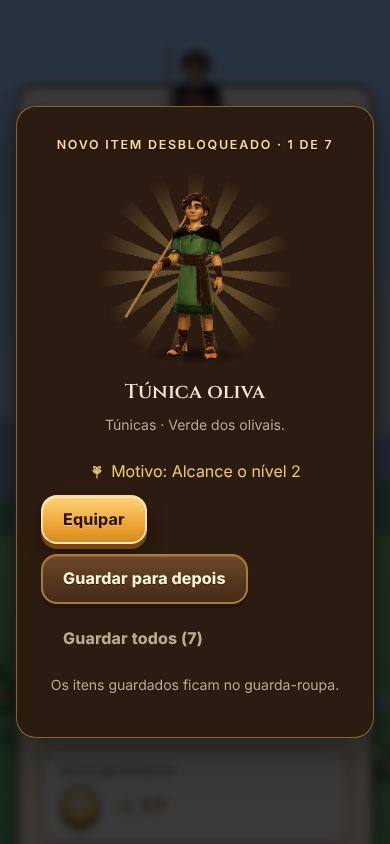 NOVO ITEM DESBLOQUEADO · 1 DE 7
Túnica oliva
Túnicas · Verde dos olivais.
Motivo: Alcance o nível 2
Equipar
Guardar para depois
Guardar todos (7)
Os itens guardados ficam no guarda-roupa.